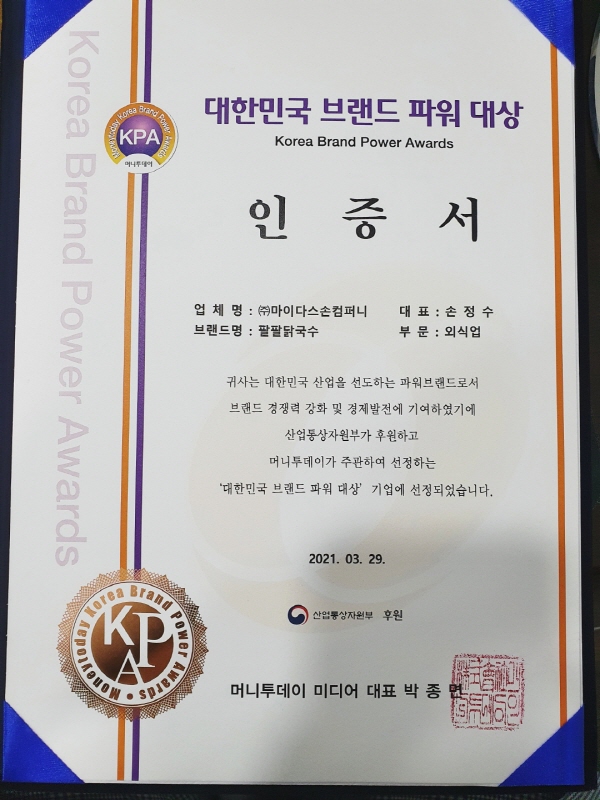 Korea Brand Power Awards
Moneytoday Korea Brand Power Awards
KPA
머니투데이
대한민국 브랜드 파워 대상
Korea Brand Power Awards
인 증 서
업 체 명 : ㈜마이다스손컴퍼니 대 표 : 손 정 수
브랜드명 : 팔팔닭국수 부 문 : 외식업
귀사는 대한민국 산업을 선도하는 파워브랜드로서
브랜드 경쟁력 강화 및 경제발전에 기여하였기에
산업통상자원부가 후원하고
머니투데이가 주관하여 선정하는
‘대한민국 브랜드 파워 대상’ 기업에 선정되었습니다.
2021. 03. 29.
산업통상자원부 후원
Moneytoday Korea Brand Power Awards
KPA
머니투데이 미디어 대표 박 종 면